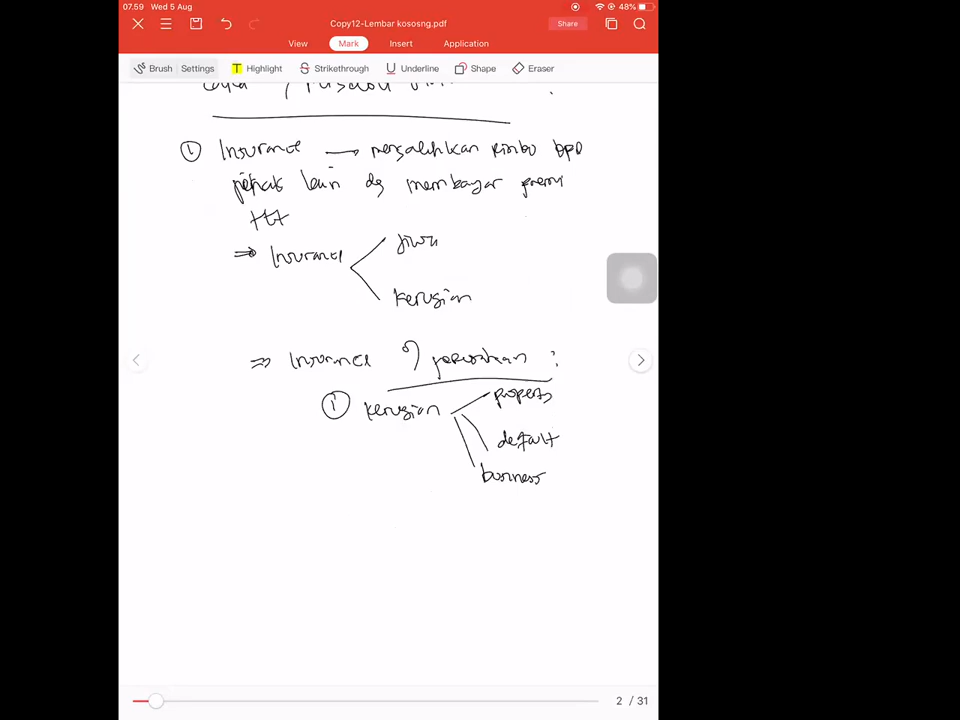 07.59 Wed 5 Aug 48%
Copy12-Lembar kososng.pdf
Share
View Mark Insert Application
Brush Settings Highlight Strikethrough Underline Shape Eraser
① Insurance → mengalihkan risiko kpd
pihak lain dg membayar premi
ttt
⇒ Insurance jiwa
kerugian
⇒ Insurance perusahaan :
① kerugian property
default
business
2 / 31